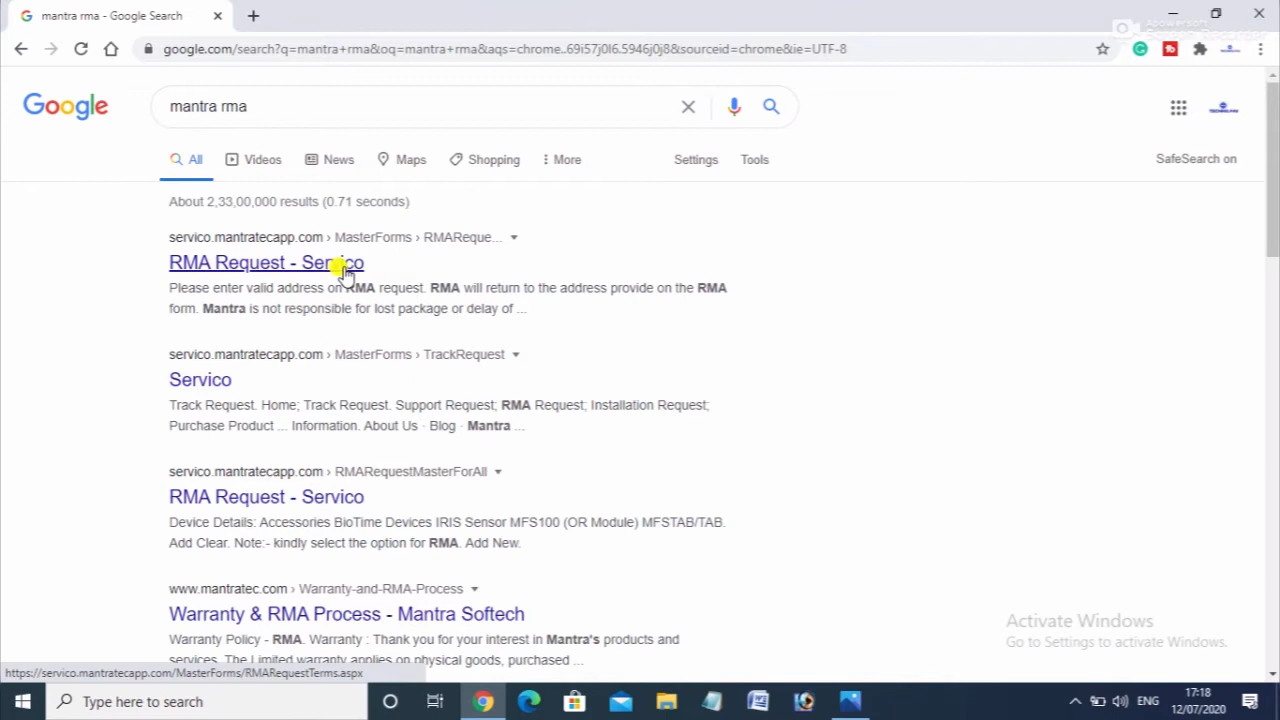 mantra rma - Google Search
google.com/search?q=mantra+rma&oq=mantra+rma&aqs=chrome..69i57j0l6.5946j0j8&sourceid=chrome&ie=UTF-8
Google
mantra rma
All
Videos
News
Maps
Shopping
More
Settings
Tools
SafeSearch on
About 2,33,00,000 results (0.71 seconds)
servico.mantratecapp.com › MasterForms › RMAReque...
RMA Request - Servico
Please enter valid address on RMA request. RMA will return to the address provide on the RMA
form. Mantra is not responsible for lost package or delay of ...
servico.mantratecapp.com › MasterForms › TrackRequest
Servico
Track Request. Home; Track Request. Support Request; RMA Request; Installation Request;
Purchase Product ... Information. About Us · Blog · Mantra ...
servico.mantratecapp.com › RMARequestMasterForAll
RMA Request - Servico
Device Details: Accessories BioTime Devices IRIS Sensor MFS100 (OR Module) MFSTAB/TAB.
Add Clear. Note:- kindly select the option for RMA. Add New.
www.mantratec.com › Warranty-and-RMA-Process
Warranty & RMA Process - Mantra Softech
Warranty Policy - RMA. Warranty : Thank you for your interest in Mantra's products and
services. The Limited warranty applies on physical goods, purchased ...
Activate Windows
Go to Settings to activate Windows.
https://servico.mantratecapp.com/MasterForms/RMARequestTerms.aspx
Type here to search
ENG
17:18
12/07/2020